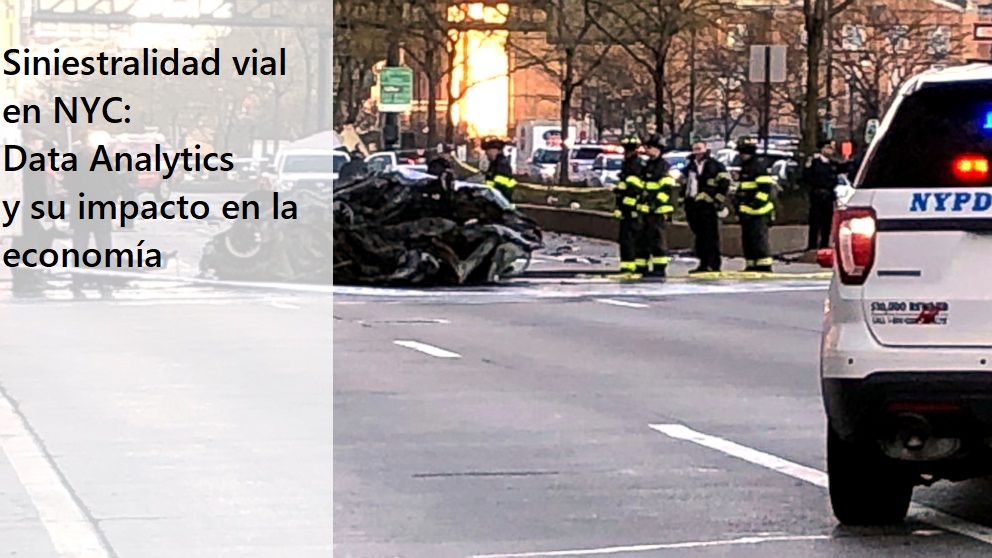 Siniestralidad vial
en NYC:
Data Analytics
y su impacto en la
economía
NYPD